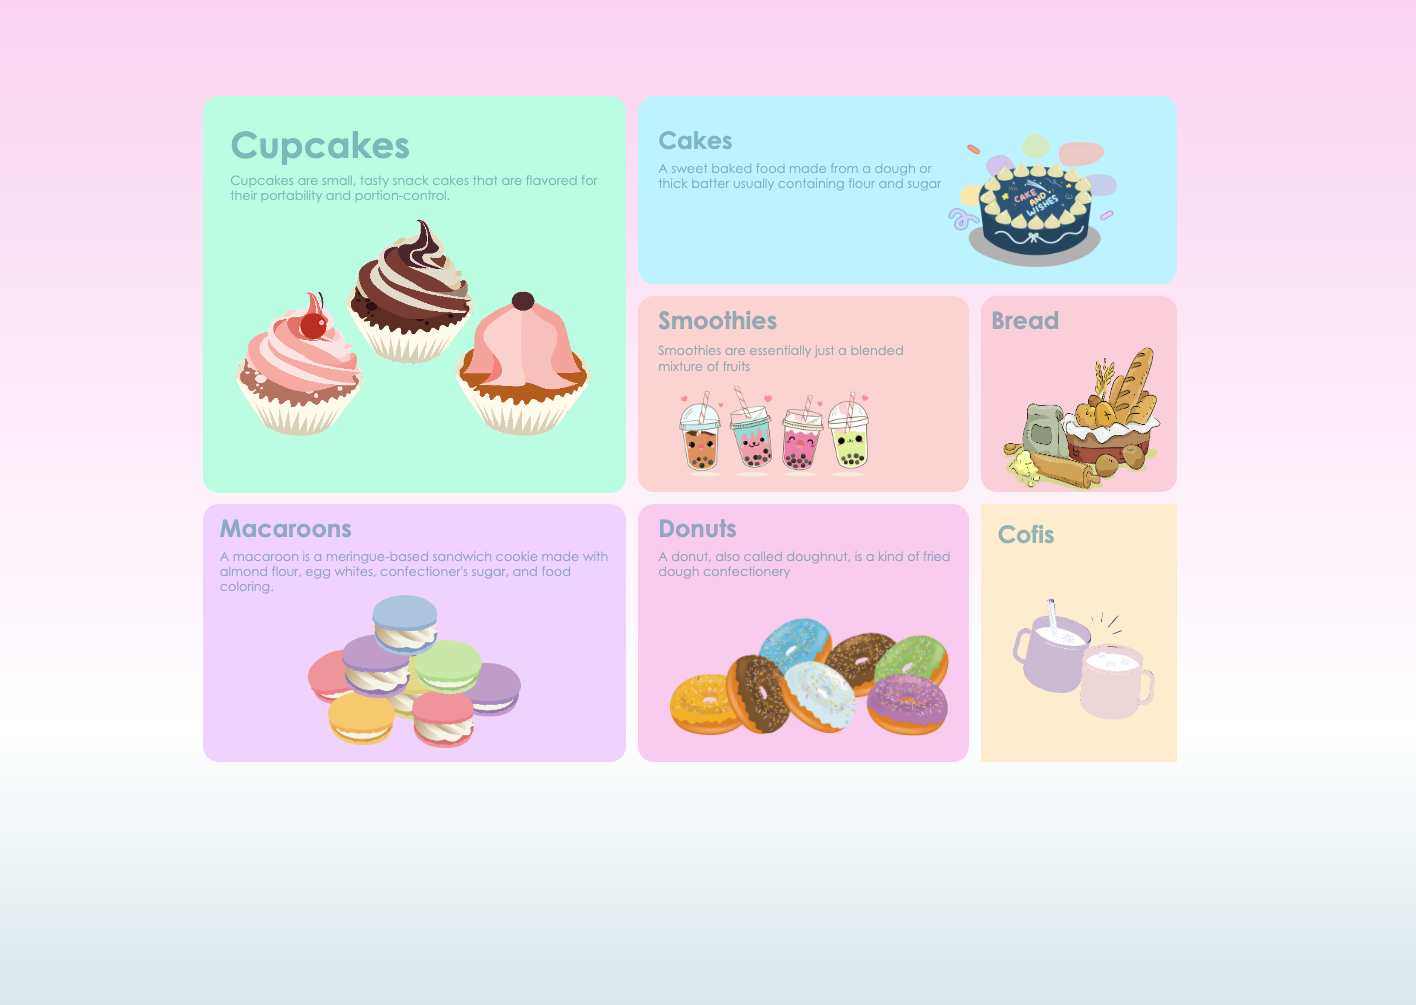 Cupcakes
Cupcakes are small, tasty snack cakes that are flavored for
their portability and portion-control.
Cakes
A sweet baked food made from a dough or
thick batter usually containing flour and sugar
CAKE
AND
WISHES
Smoothies
Smoothies are essentially just a blended
mixture of fruits
Bread
Macaroons
A macaroon is a meringue-based sandwich cookie made with
almond flour, egg whites, confectioner's sugar, and food
coloring.
Donuts
A donut, also called doughnut, is a kind of fried
dough confectionery
Cofis